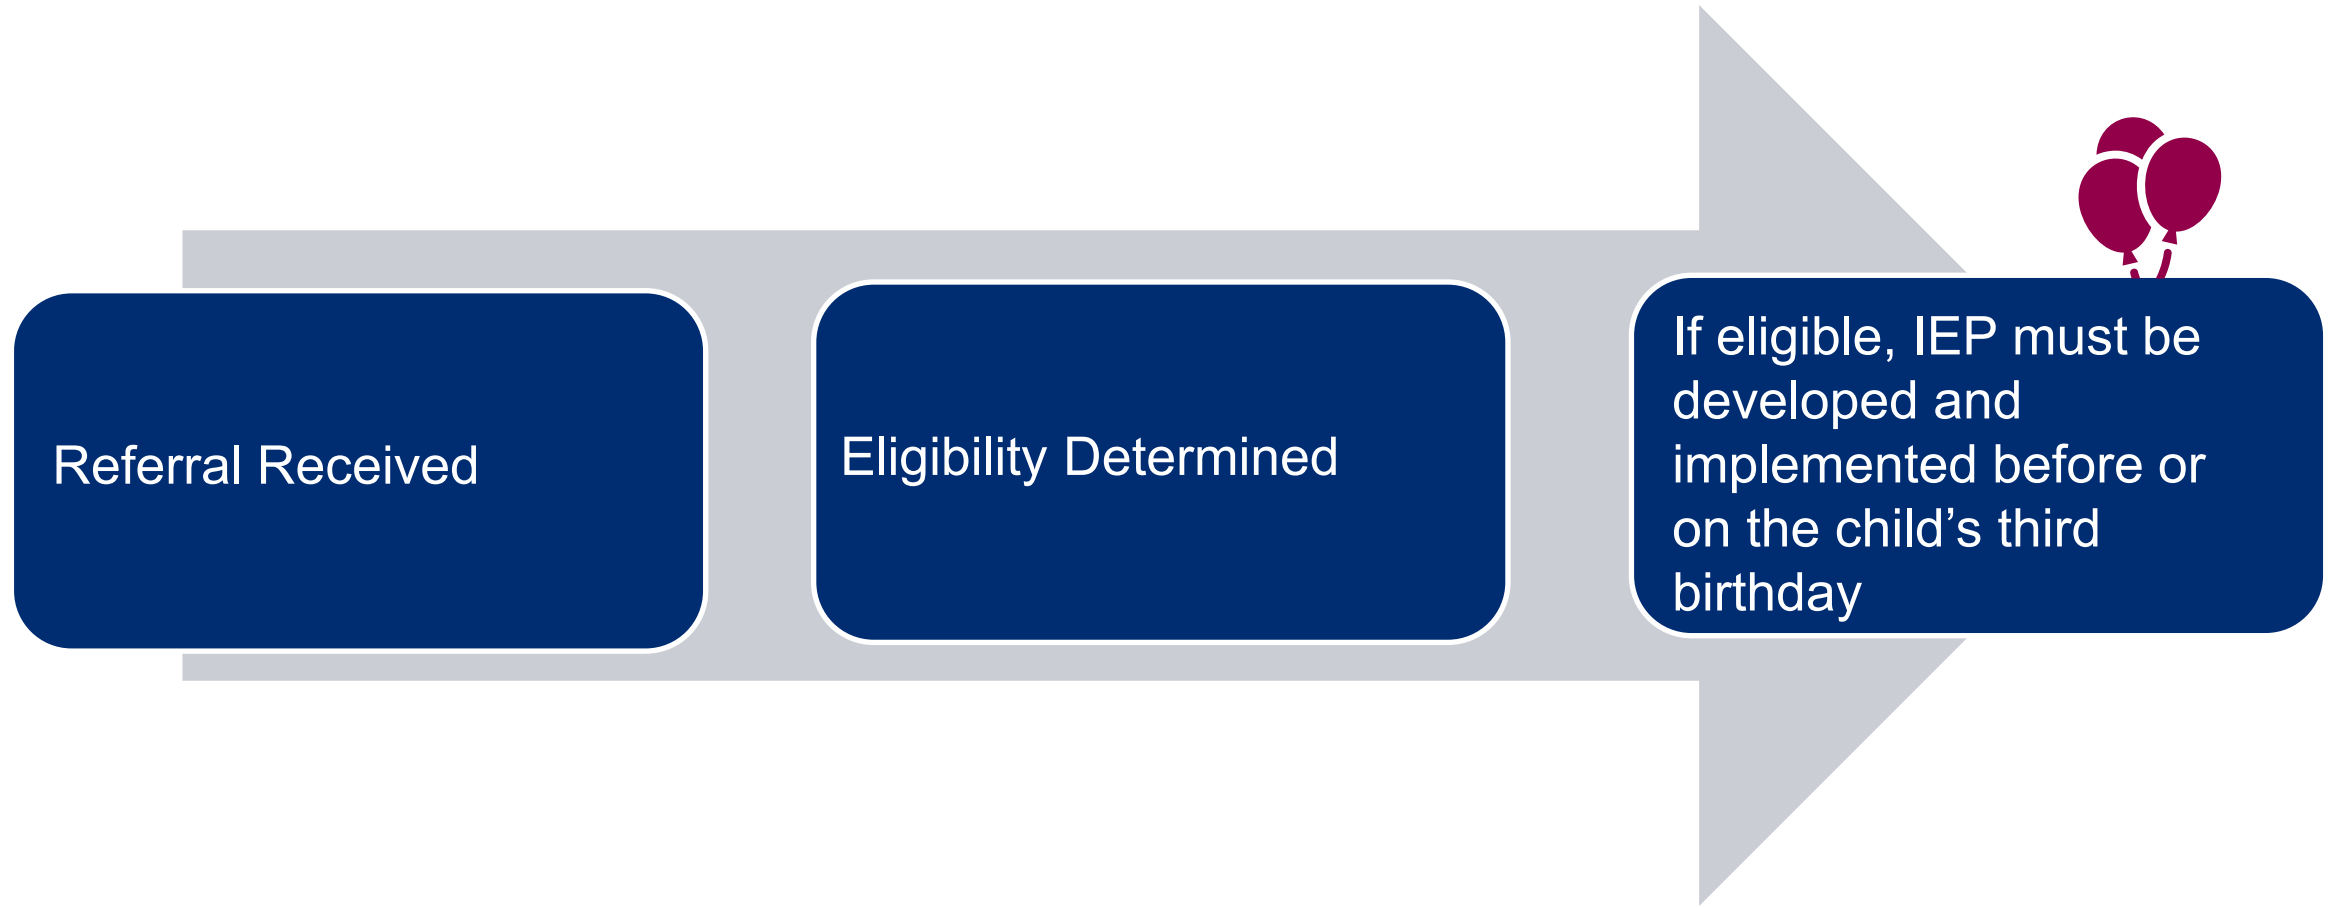 Referral Received
Eligibility Determined
If eligible, IEP must be
developed and
implemented before or
on the child’s third
birthday